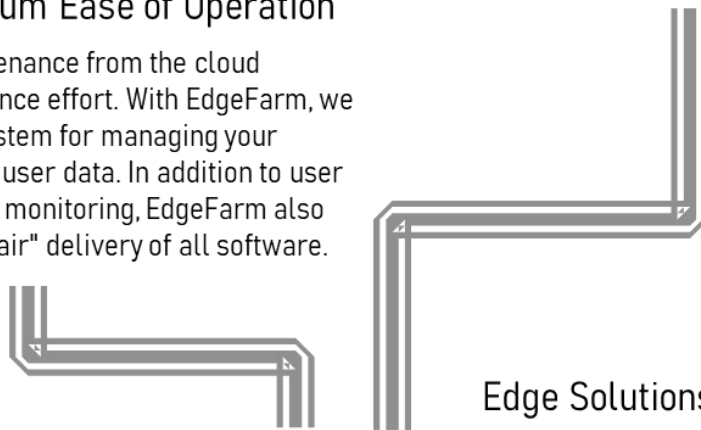 um Ease of Operation
enance from the cloud
nce effort. With EdgeFarm, we
stem for managing your
user data. In addition to user
monitoring, EdgeFarm also
air" delivery of all software.
Edge Solutions